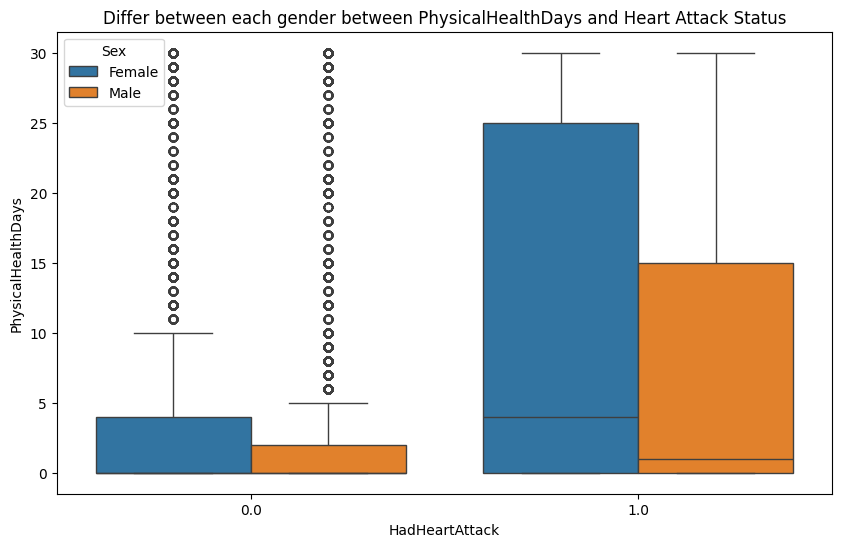 Differ between each gender between PhysicalHealthDays and Heart Attack Status
Sex
Female
Male
PhysicalHealthDays
30
25
20
15
10
5
0
0.0
1.0
HadHeartAttack